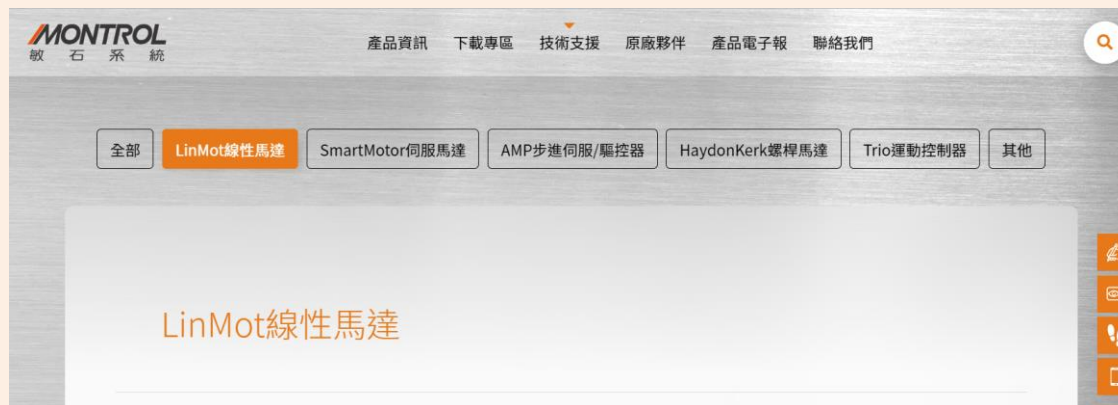 MONTROL
敏石系統
產品資訊 下載專區 技術支援 原廠夥伴 產品電子報 聯絡我們
全部 LinMot線性馬達 SmartMotor伺服馬達 AMP步進伺服/驅控器 HaydonKerk螺桿馬達 Trio運動控制器 其他
LinMot線性馬達